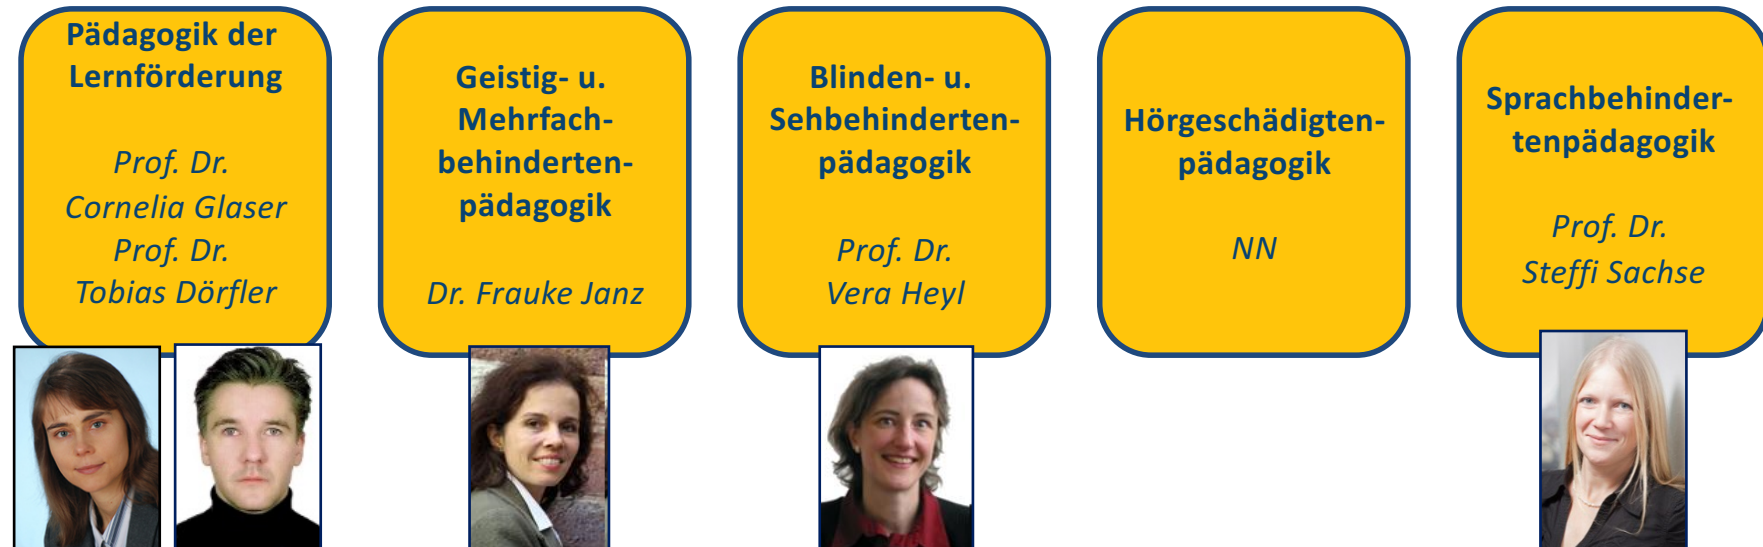 Pädagogik der
Lernförderung
Prof. Dr.
Cornelia Glaser
Prof. Dr.
Tobias Dörfler
Geistig- u.
Mehrfach-
behinderten-
pädagogik
Dr. Frauke Janz
Blinden- u.
Sehbehinderten-
pädagogik
Prof. Dr.
Vera Heyl
Hörgeschädigten-
pädagogik
NN
Sprachbehinder-
tenpädagogik
Prof. Dr.
Steffi Sachse